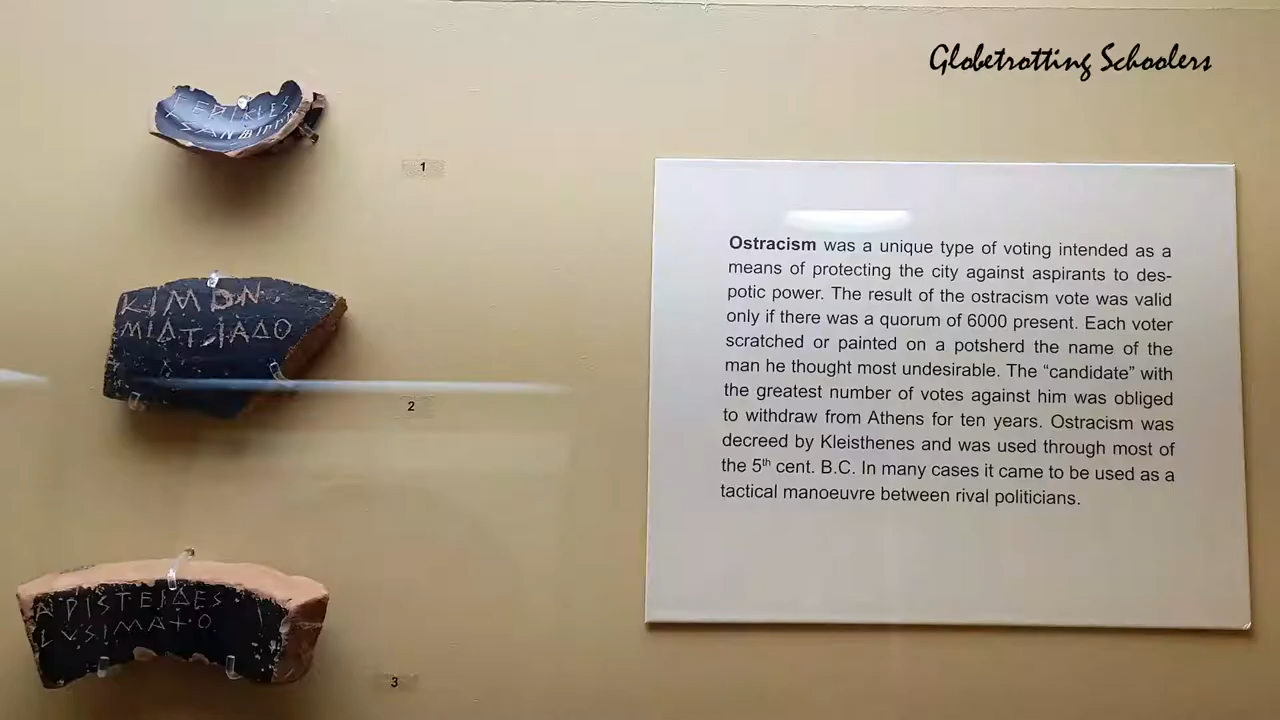 Globetrotting Schoolers
ΚΙΜΟΝ
ΜΙΛΤΙΑΔΟ
1
2
3
Ostracism was a unique type of voting intended as a
means of protecting the city against aspirants to des-
potic power. The result of the ostracism vote was valid
only if there was a quorum of 6000 present. Each voter
scratched or painted on a potsherd the name of the
man he thought most undesirable. The “candidate” with
the greatest number of votes against him was obliged
to withdraw from Athens for ten years. Ostracism was
decreed by Kleisthenes and was used through most of
the 5th cent. B.C. In many cases it came to be used as a
tactical manoeuvre between rival politicians.